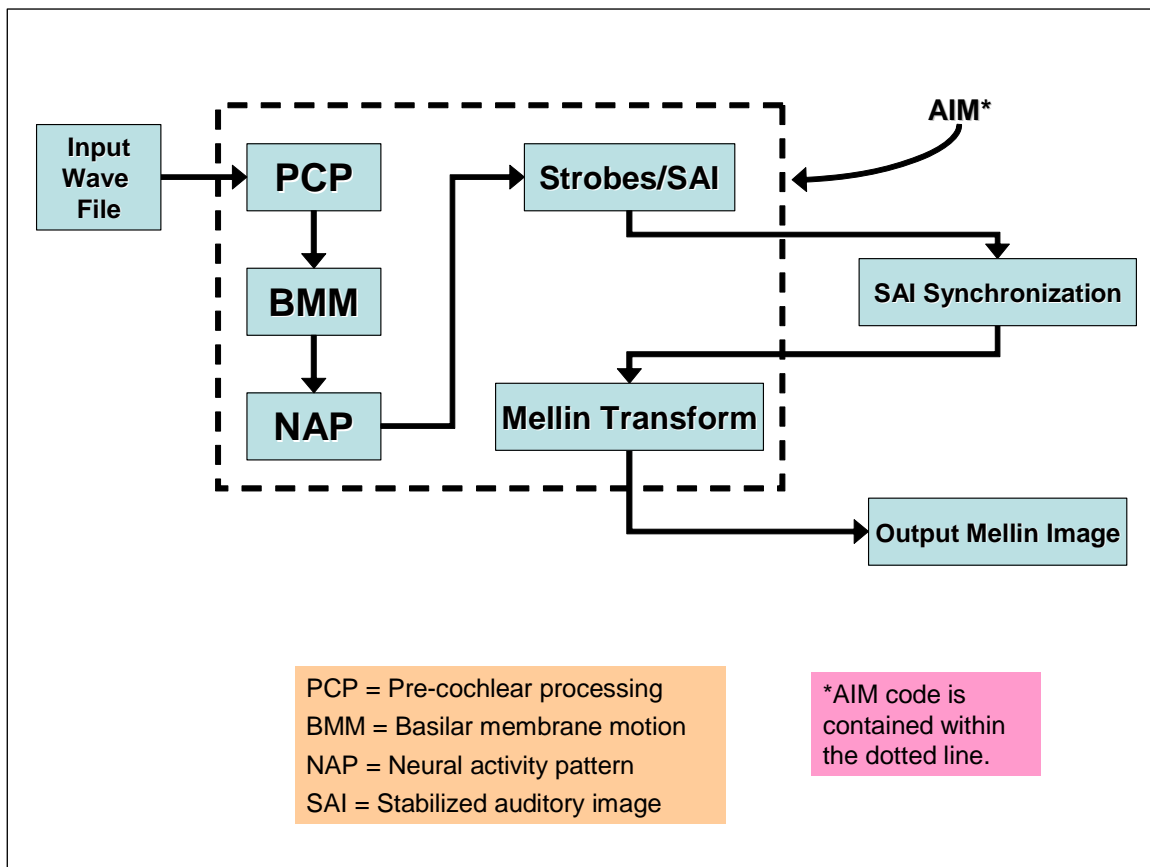 Input
Wave
File
PCP
BMM
NAP
Strobes/SAI
AIM*
SAI Synchronization
Mellin Transform
Output Mellin Image
PCP = Pre-cochlear processing
BMM = Basilar membrane motion
NAP = Neural activity pattern
SAI = Stabilized auditory image
*AIM code is
contained within
the dotted line.